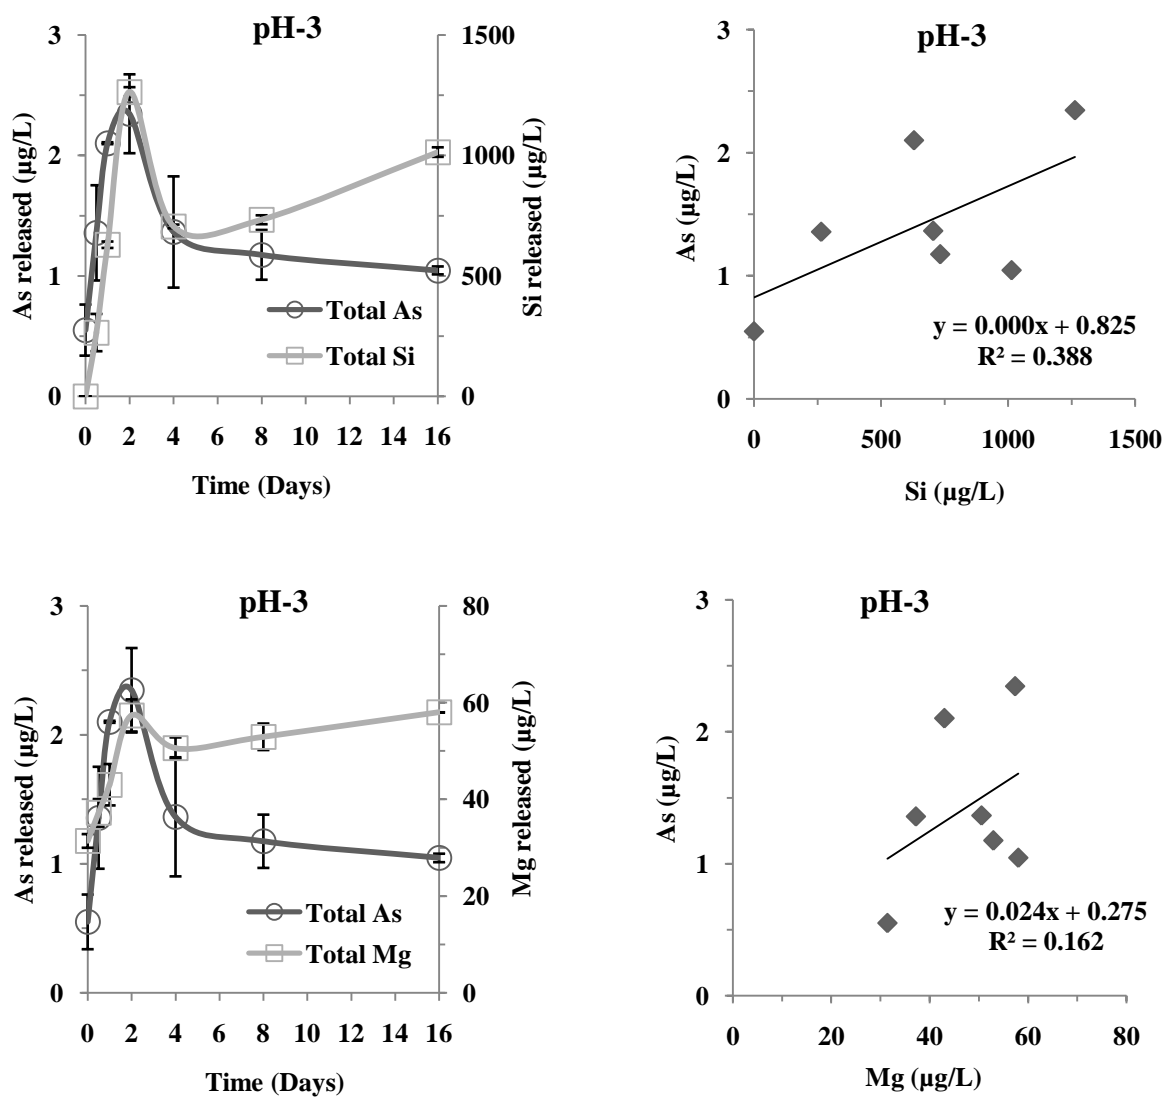 pH-3
3
2
1
0
1500
1000
500
0
As released (µg/L)
Si released (µg/L)
Total As
Total Si
0 2 4 6 8 10 12 14 16
Time (Days)
pH-3
3
2
1
0
As (µg/L)
y = 0.000x + 0.825
R² = 0.388
0 500 1000 1500
Si (µg/L)
pH-3
3
2
1
0
80
60
40
20
0
As released (µg/L)
Mg released (µg/L)
Total As
Total Mg
0 2 4 6 8 10 12 14 16
Time (Days)
pH-3
3
2
1
0
As (µg/L)
y = 0.024x + 0.275
R² = 0.162
0 20 40 60 80
Mg (µg/L)